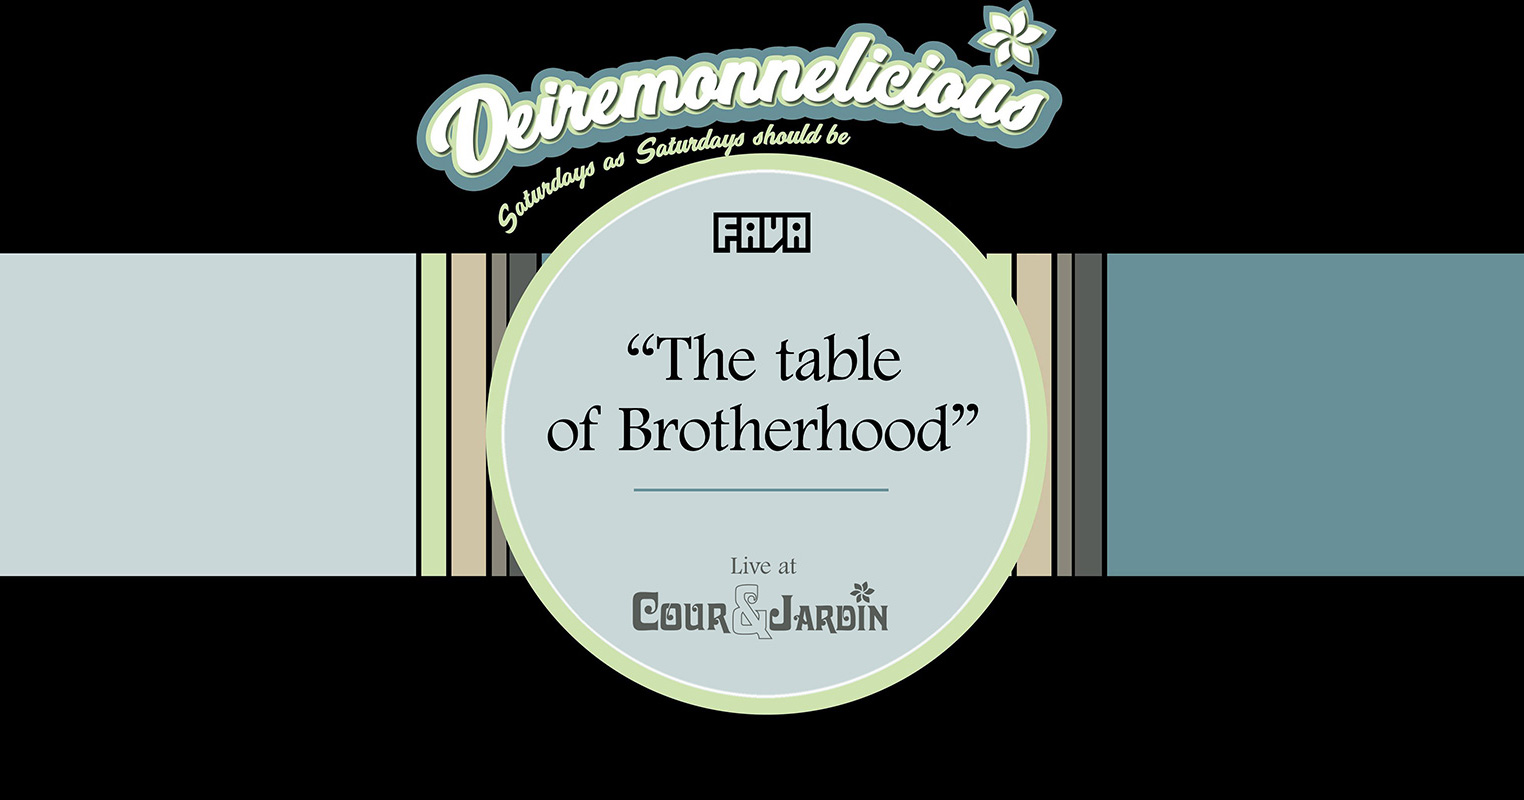 Deiremonnelicious
Saturdays as Saturdays should be
FAVA
“The table
of Brotherhood”
Live at
COUR&JARDIN